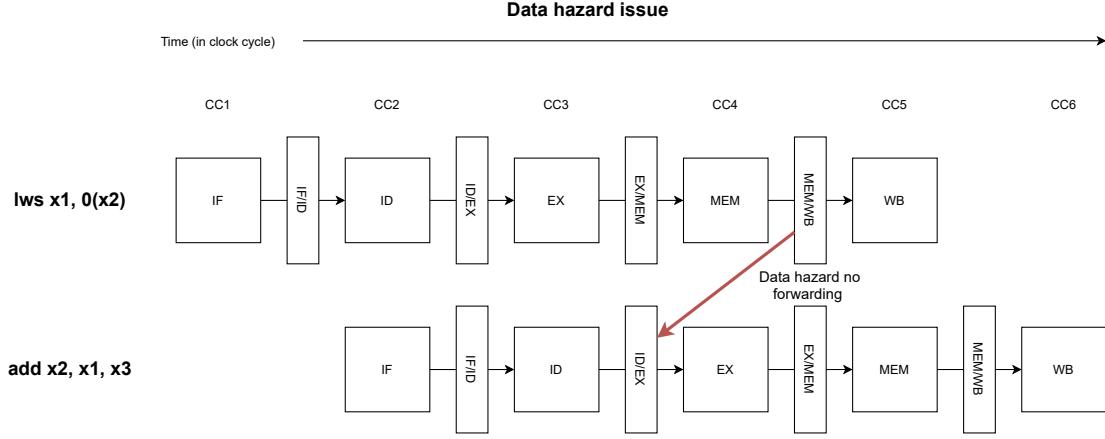 Data hazard issue
Time (in clock cycle)
CC1
CC2
CC3
CC4
CC5
CC6
lws x1, 0(x2)
IF
IF/ID
ID
ID/EX
EX
EX/MEM
MEM
MEM/WB
WB
Data hazard no
forwarding
add x2, x1, x3
IF
IF/ID
ID
ID/EX
EX
EX/MEM
MEM
MEM/WB
WB